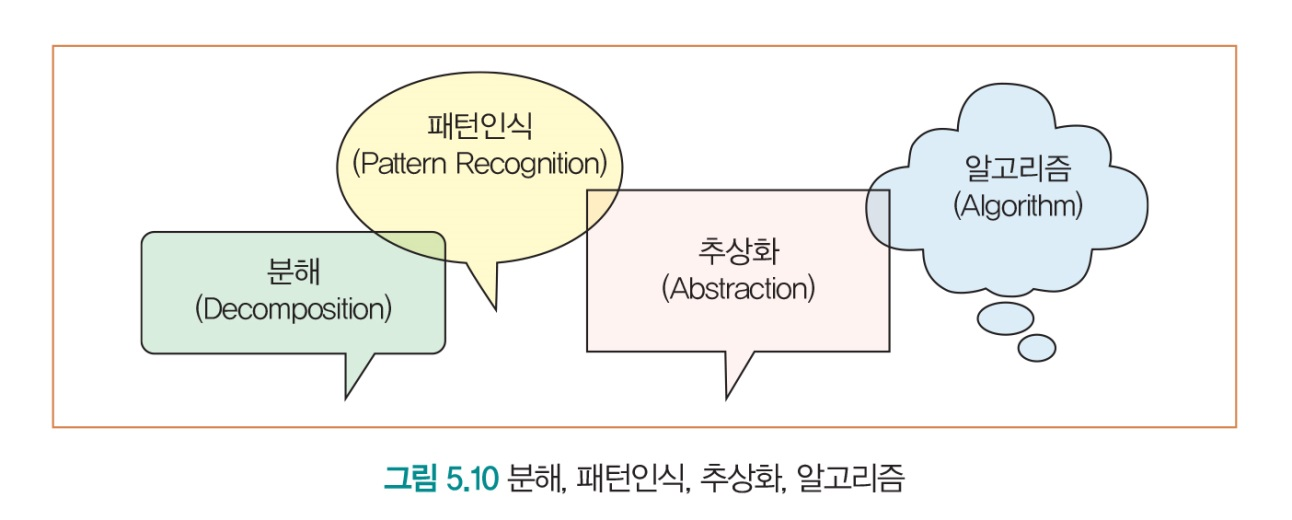 패턴인식
(Pattern Recognition)
알고리즘
(Algorithm)
분해
(Decomposition)
추상화
(Abstraction)
그림 5.10 분해, 패턴인식, 추상화, 알고리즘